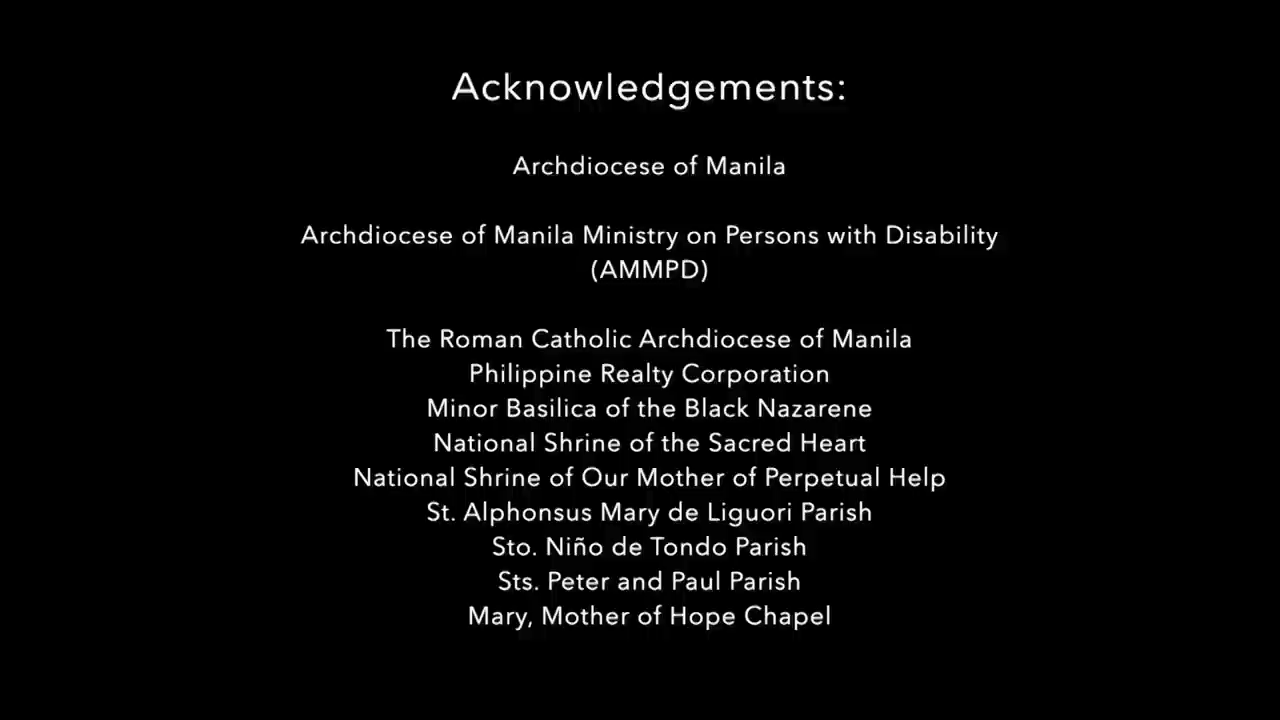 Acknowledgements:
Archdiocese of Manila
Archdiocese of Manila Ministry on Persons with Disability
(AMMPD)
The Roman Catholic Archdiocese of Manila
Philippine Realty Corporation
Minor Basilica of the Black Nazarene
National Shrine of the Sacred Heart
National Shrine of Our Mother of Perpetual Help
St. Alphonsus Mary de Liguori Parish
Sto. Niño de Tondo Parish
Sts. Peter and Paul Parish
Mary, Mother of Hope Chapel